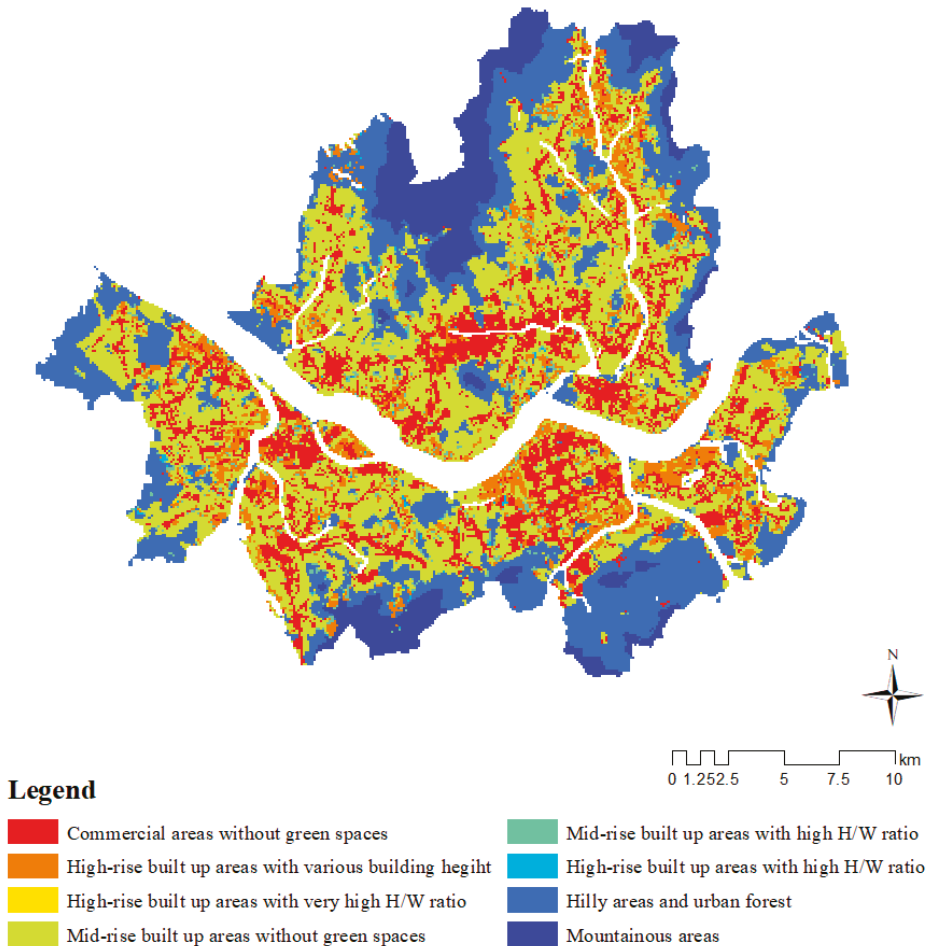 N
km
0 1.252.5 5 7.5 10
Legend
Commercial areas without green spaces
High-rise built up areas with various building hegiht
High-rise built up areas with very high H/W ratio
Mid-rise built up areas without green spaces
Mid-rise built up areas with high H/W ratio
High-rise built up areas with high H/W ratio
Hilly areas and urban forest
Mountainous areas